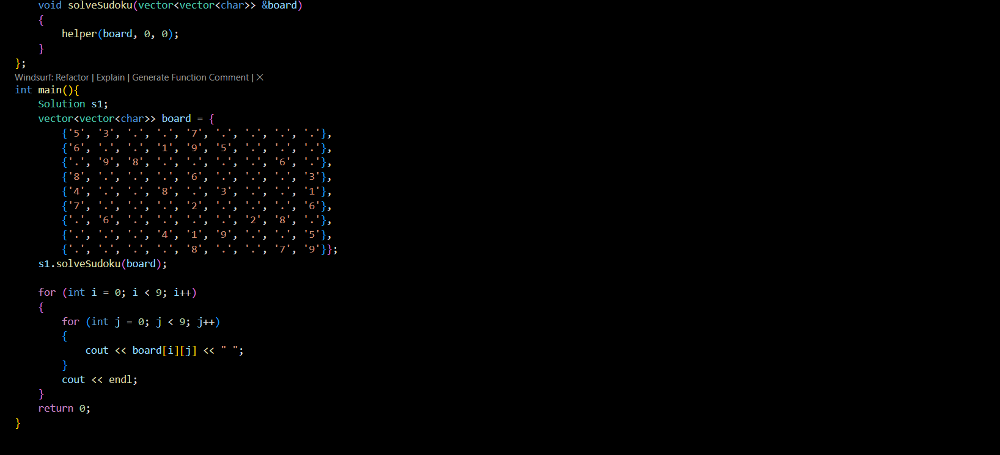 void solveSudoku(vector<vector<char>> &board)
{
helper(board, 0, 0);
}
};
Windsurf: Refactor | Explain | Generate Function Comment | ×
int main(){
Solution s1;
vector<vector<char>> board = {
{'5', '3', '.', '.', '7', '.', '.', '.', '.'},
{'6', '.', '.', '1', '9', '5', '.', '.', '.'},
{'.', '9', '8', '.', '.', '.', '.', '6', '.'},
{'8', '.', '.', '.', '6', '.', '.', '.', '3'},
{'4', '.', '.', '8', '.', '3', '.', '.', '1'},
{'7', '.', '.', '.', '2', '.', '.', '.', '6'},
{'.', '6', '.', '.', '.', '.', '2', '8', '.'},
{'.', '.', '.', '4', '1', '9', '.', '.', '5'},
{'.', '.', '.', '.', '8', '.', '.', '7', '9'}};
s1.solveSudoku(board);
for (int i = 0; i < 9; i++)
{
for (int j = 0; j < 9; j++)
{
cout << board[i][j] << " ";
}
cout << endl;
}
return 0;
}